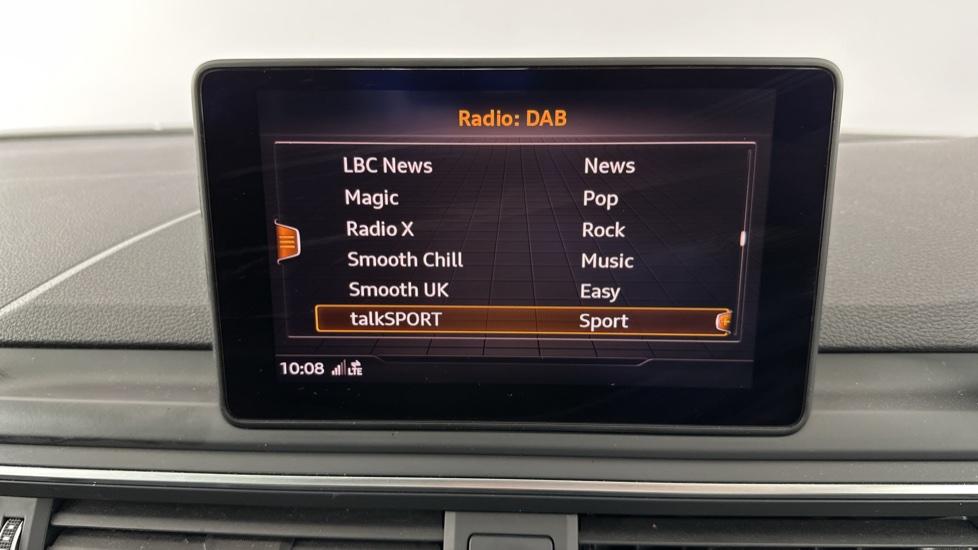 Radio: DAB
LBC News News
Magic Pop
Radio X Rock
Smooth Chill Music
Smooth UK Easy
talkSPORT Sport
10:08 LTE